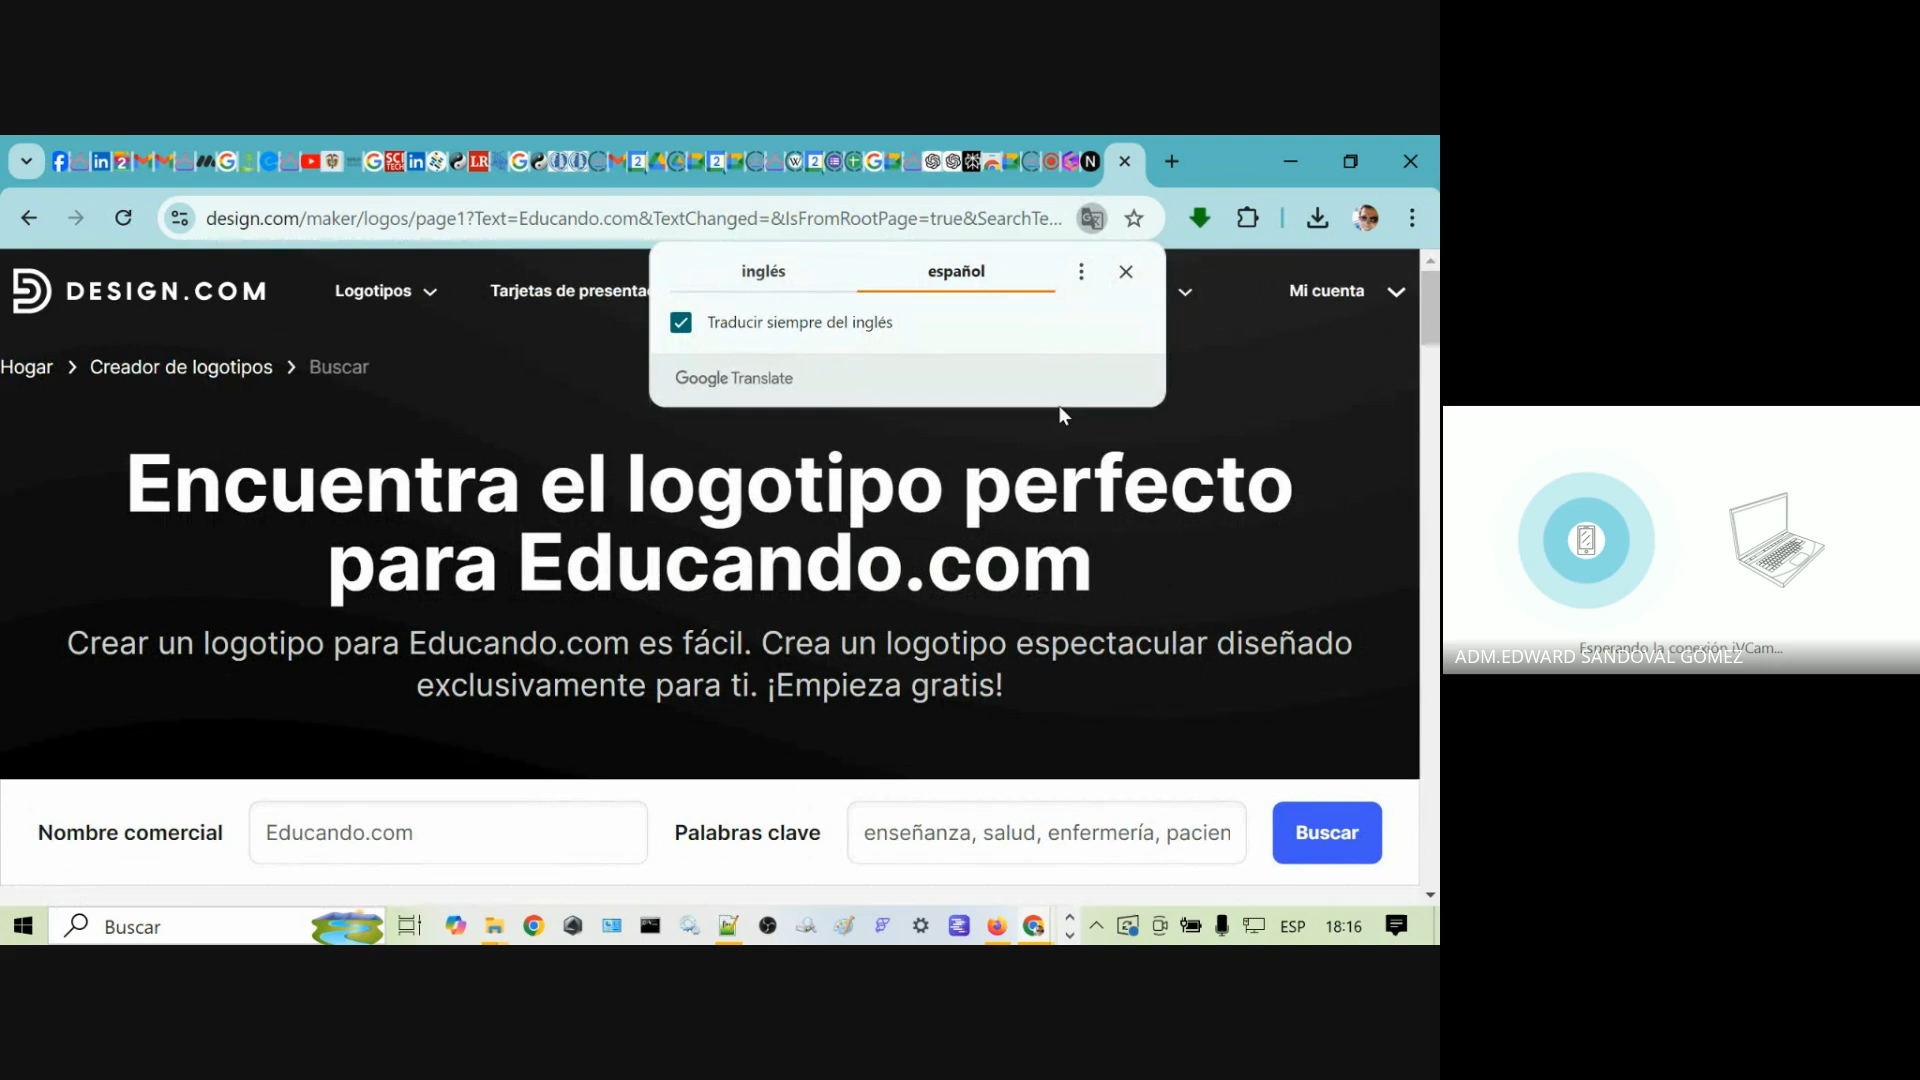 design.com/maker/logos/page1?Text=Educando.com&TextChanged=&IsFromRootPage=true&SearchTe...
inglés español
Traducir siempre del inglés
Google Translate
DESIGN.COM Logotipos Tarjetas de presenta Mi cuenta
Hogar > Creador de logotipos > Buscar
Encuentra el logotipo perfecto
para Educando.com
Crear un logotipo para Educando.com es fácil. Crea un logotipo espectacular diseñado
exclusivamente para ti. ¡Empieza gratis!
Nombre comercial Educando.com Palabras clave enseñanza, salud, enfermería, pacien Buscar
Buscar ESP 18:16
Esperando la conexión iVCam...
ADM.EDWARD SANDOVAL GOMEZ